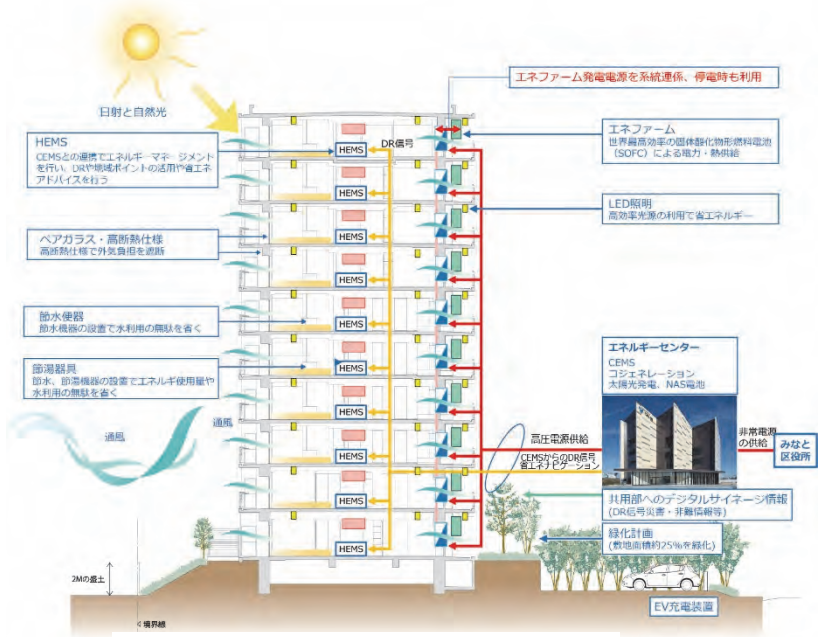 エネファーム発電電源を系統連係、停電時も利用
日射と自然光
HEMS
CEMSとの連携でエネルギーマネージメント
を行い、DRや地域ポイントの活用や省エネ
アドバイスを行う
DR信号
エネファーム
世界最高効率の固体酸化物形燃料電池
(SOFC)による電力・熱供給
HEMS
HEMS
LED照明
高効率光源の利用で省エネルギー
HEMS
ペアガラス・高断熱仕様
高断熱仕様で外気負担を遮断
HEMS
HEMS
節水便器
節水機器の設置で水利用の無駄を省く
HEMS
節湯器具
節水、節湯機器の設置でエネルギ使用量や
水利用の無駄を省く
HEMS
エネルギーセンター
CEMS
コジェネレーション
太陽光発電、NAS電池
HEMS
通風
通風
HEMS
高圧電源供給
非常電源
の供給
みなと
区役所
CEMSからのDR信号
省エネナビゲーション
HEMS
共用部へのデジタルサイネージ情報
(DR信号災害・非難情報等)
緑化計画
(敷地面積約25%を緑化)
HEMS
2Mの盛土
EV充電装置
境界線